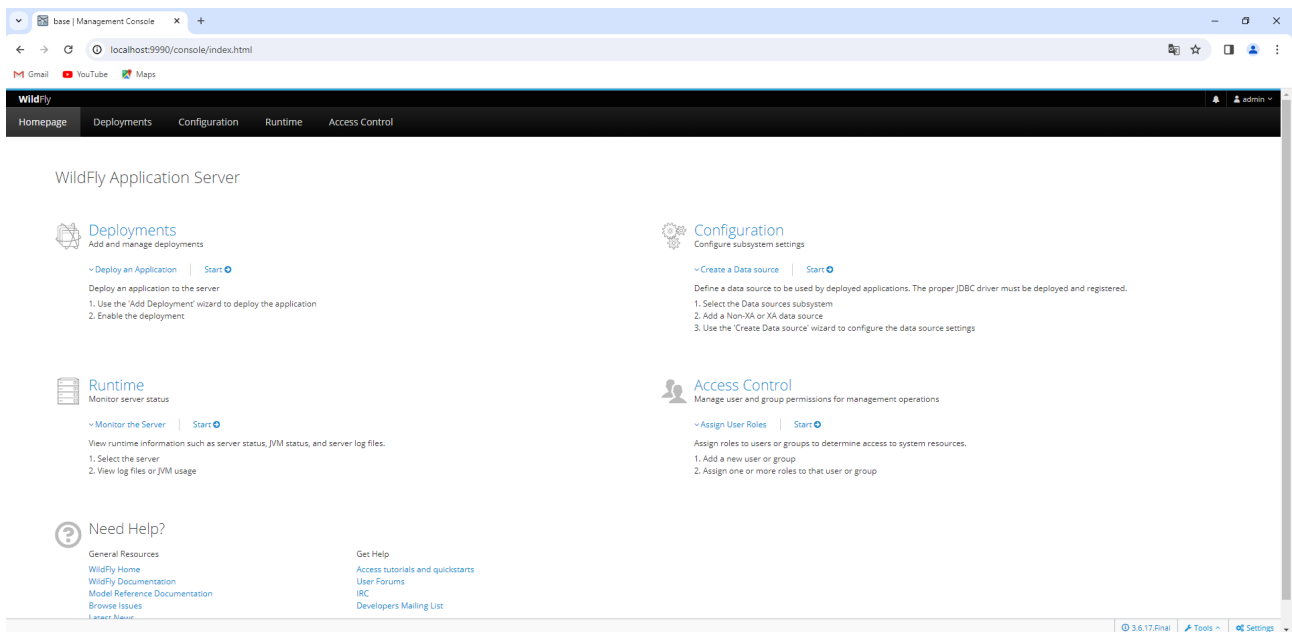 base | Management Console
localhost:9990/console/index.html
Gmail YouTube Maps
WildFly
admin
Homepage Deployments Configuration Runtime Access Control
WildFly Application Server
Deployments
Add and manage deployments
Deploy an Application Start
Deploy an application to the server
1. Use the 'Add Deployment' wizard to deploy the application
2. Enable the deployment
Configuration
Configure subsystem settings
Create a Data source Start
Define a data source to be used by deployed applications. The proper JDBC driver must be deployed and registered.
1. Select the Data sources subsystem
2. Add a Non-XA or XA data source
3. Use the 'Create Data source' wizard to configure the data source settings
Runtime
Monitor server status
Monitor the Server Start
View runtime information such as server status, JVM status, and server log files.
1. Select the server
2. View log files or JVM usage
Access Control
Manage user and group permissions for management operations
Assign User Roles Start
Assign roles to users or groups to determine access to system resources.
1. Add a new user or group
2. Assign one or more roles to that user or group
Need Help?
General Resources
WildFly Home
WildFly Documentation
Model Reference Documentation
Browse Issues
Latest News
Get Help
Access tutorials and quickstarts
User Forums
IRC
Developers Mailing List
3.6.17.Final Tools Settings